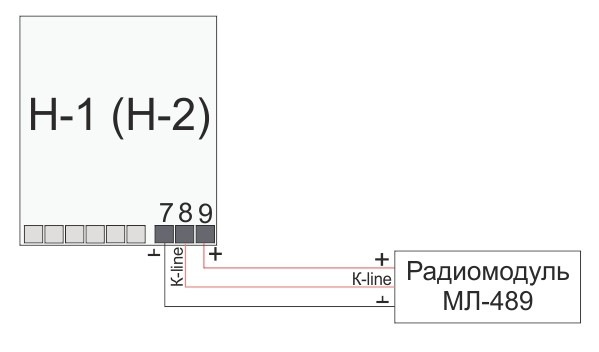 Н-1 (Н-2)
7 8 9
K-line
+
+
K-line
Радиомодуль
МЛ-489